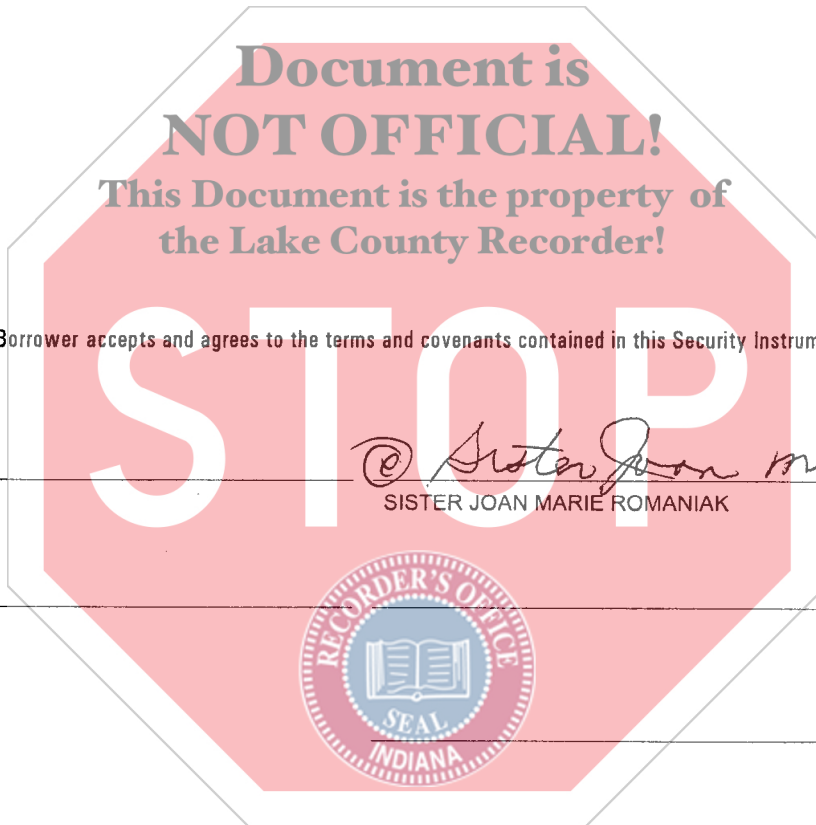 Document is
NOT OFFICIAL!
This Document is the property of
the Lake County Recorder!
Borrower accepts and agrees to the terms and covenants contained in this Security Instrum
STOP
@ Sister Joan M
SISTER JOAN MARIE ROMANIAK
RECORDER'S OFFICE
SEAL
INDIANA